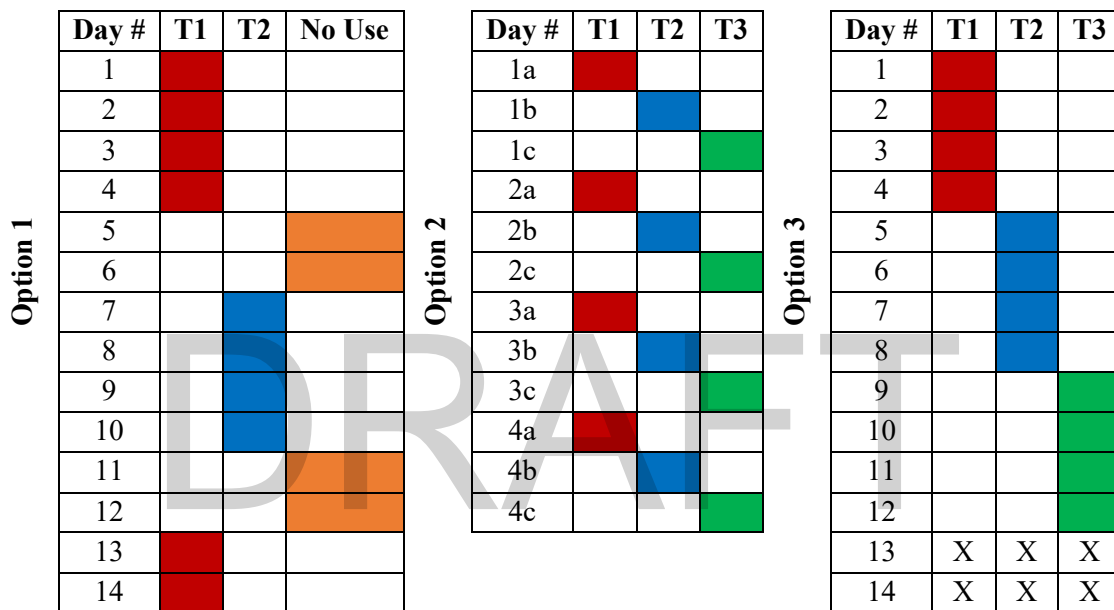 Option 1
Day # T1 T2 No Use
1
2
3
4
5
6
7
8
9
10
11
12
13
14
Option 2
Day # T1 T2 T3
1a
1b
1c
2a
2b
2c
3a
3b
3c
4a
4b
4c
Option 3
Day # T1 T2 T3
1
2
3
4
5
6
7
8
9
10
11
12
13 X X X
14 X X X
DRAFT